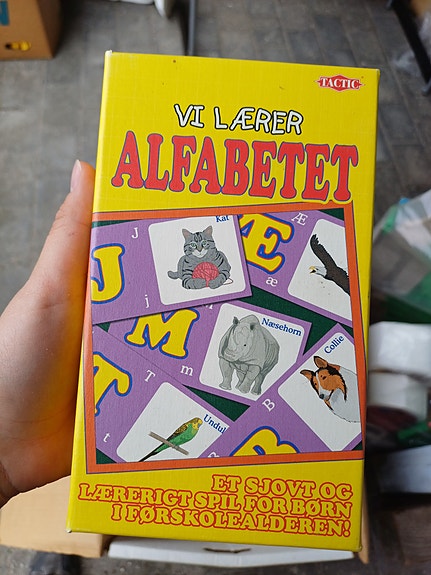 TACTIC
VI LÆRER
ALFABETET
Kat
J
J
j
Æ
Æ
æ
M
M
m
Næsehorn
Collie
T
T
t
Undul
B
B
ET SJOVT OG
LÆRERIGT SPIL FOR BØRN
I FØRSKOLEALDEREN!